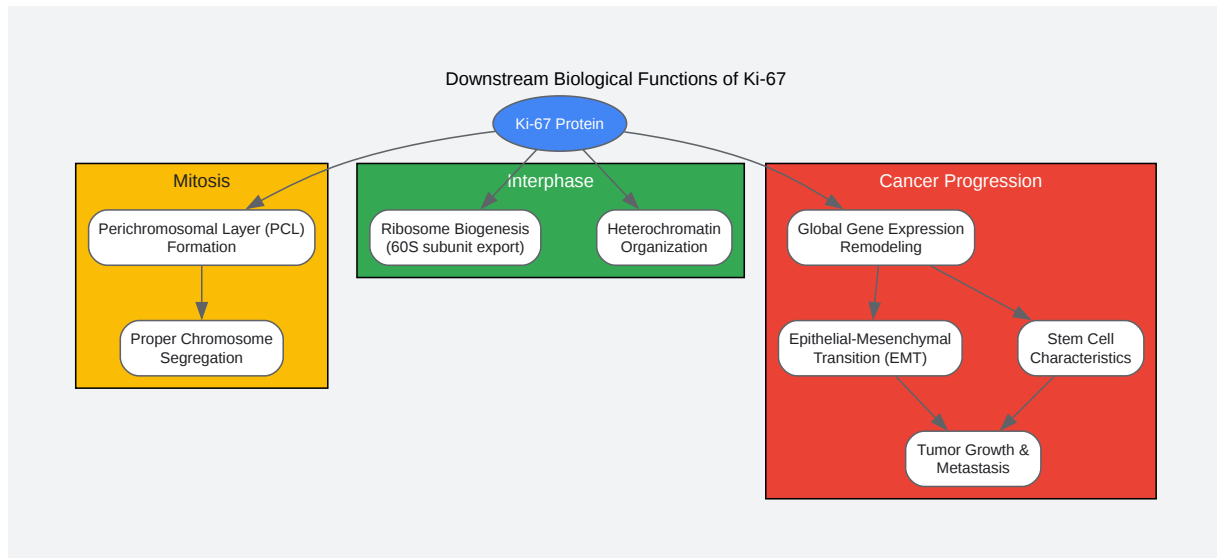 Downstream Biological Functions of Ki-67
Ki-67 Protein
Mitosis
Perichromosomal Layer (PCL)
Formation
Proper Chromosome
Segregation
Interphase
Ribosome Biogenesis
(60S subunit export)
Heterochromatin
Organization
Cancer Progression
Global Gene Expression
Remodeling
Epithelial-Mesenchymal
Transition (EMT)
Stem Cell
Characteristics
Tumor Growth &
Metastasis